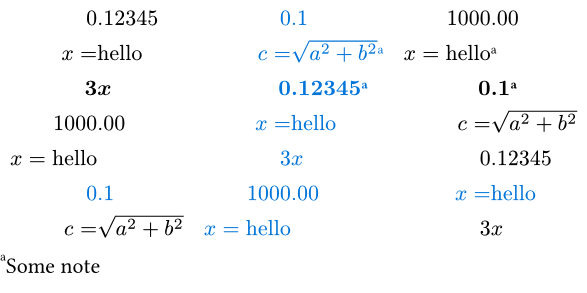 0.12345 0.1 1000.00
x =hello c =√a² + b²ᵃ x = helloᵃ
3x 0.12345ᵃ 0.1ᵃ
1000.00 x =hello c =√a² + b²
x = hello 3x 0.12345
0.1 1000.00 x =hello
c =√a² + b² x = hello 3x
ᵃSome note